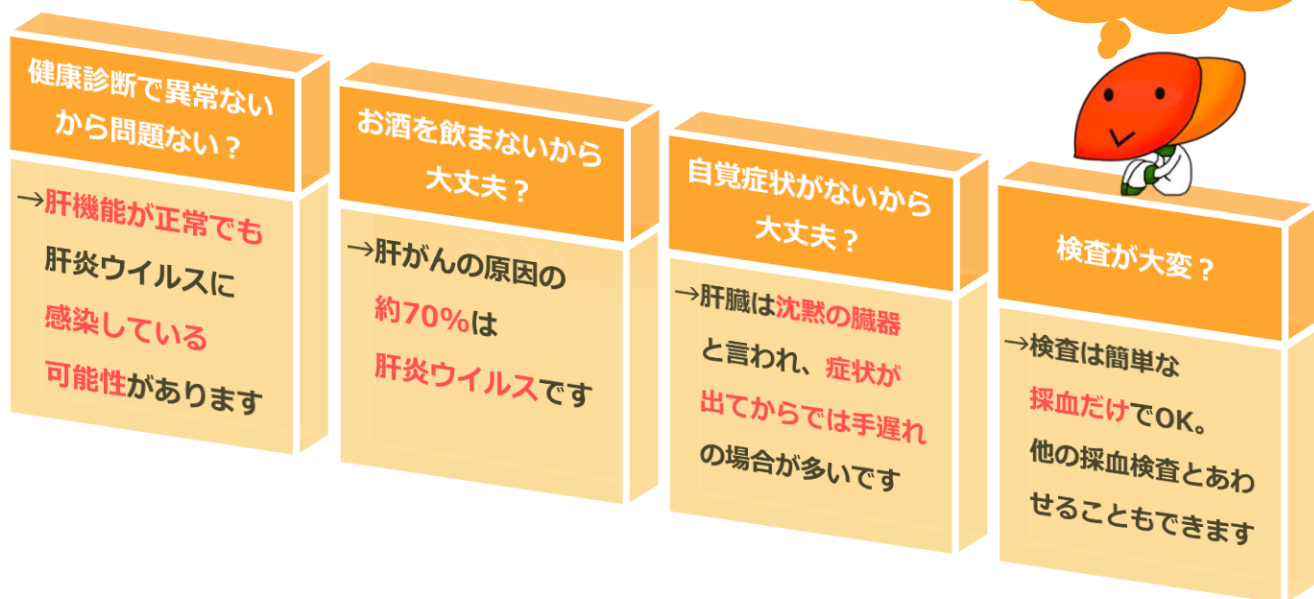 健康診断で異常ない
から問題ない？
→肝機能が正常でも
肝炎ウイルスに
感染している
可能性があります
お酒を飲まないから
大丈夫？
→肝がんの原因の
約70％は
肝炎ウイルスです
自覚症状がないから
大丈夫？
→肝臓は沈黙の臓器
と言われ、症状が
出てからでは手遅れ
の場合が多いです
検査が大変？
→検査は簡単な
採血だけでOK。
他の採血検査とあわ
せることもできます